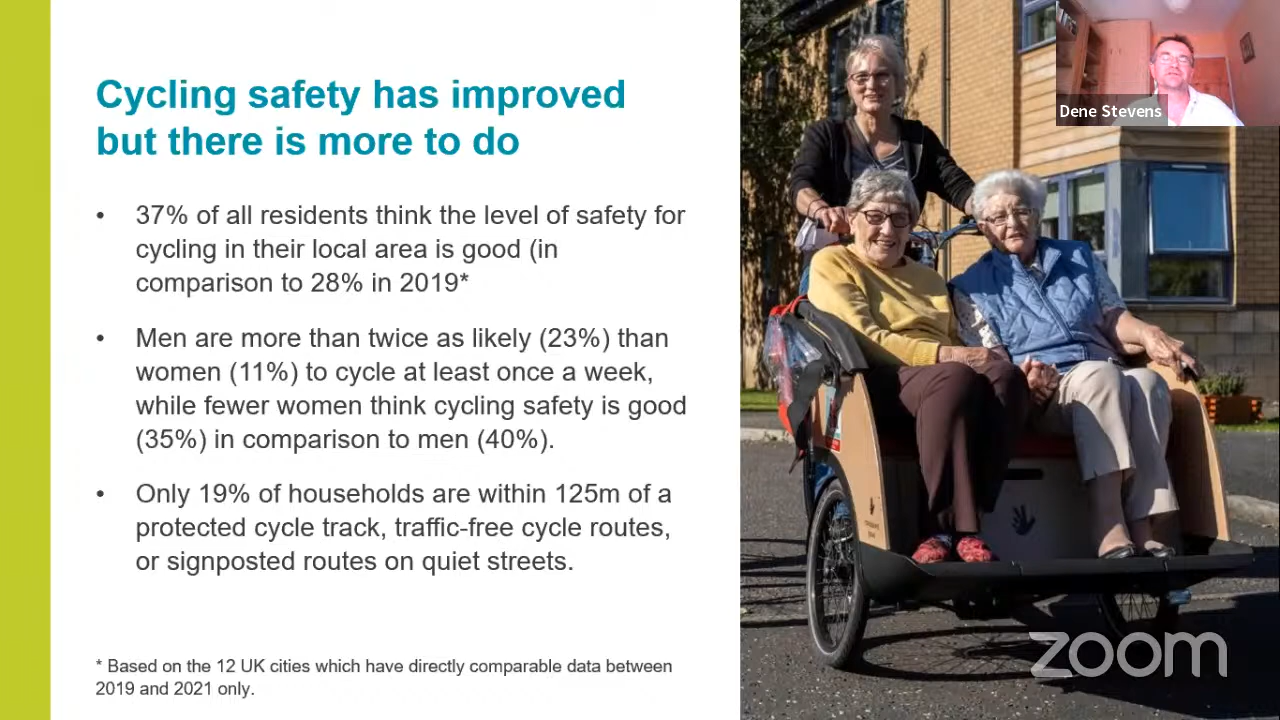 Cycling safety has improved
but there is more to do
• 37% of all residents think the level of safety for
cycling in their local area is good (in
comparison to 28% in 2019*
• Men are more than twice as likely (23%) than
women (11%) to cycle at least once a week,
while fewer women think cycling safety is good
(35%) in comparison to men (40%).
• Only 19% of households are within 125m of a
protected cycle track, traffic-free cycle routes,
or signposted routes on quiet streets.
* Based on the 12 UK cities which have directly comparable data between
2019 and 2021 only.
Dene Stevens
zoom